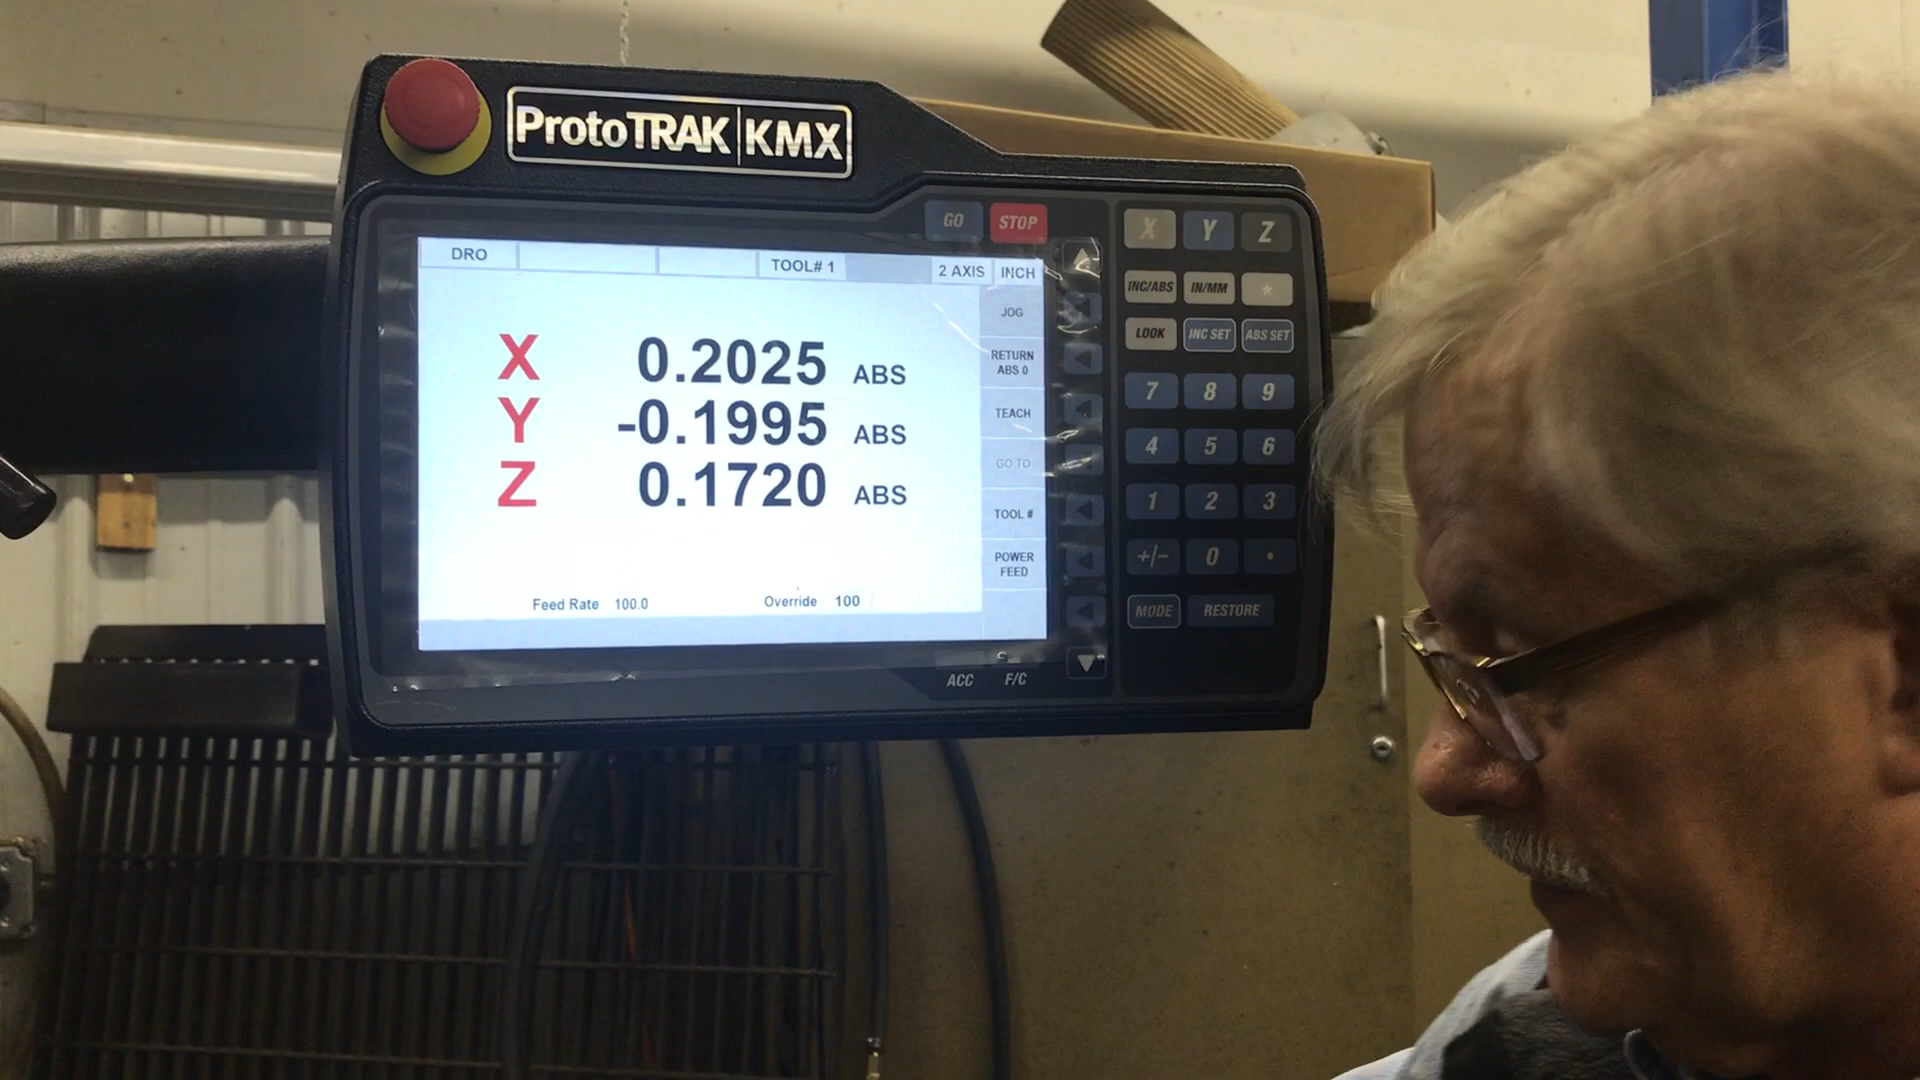 ProtoTRAK KMX
GO STOP
DRO TOOL# 1 2 AXIS INCH
X 0.2025 ABS
Y -0.1995 ABS
Z 0.1720 ABS
Feed Rate 100.0 Override 100
JOG
RETURN
ABS 0
TEACH
GO TO
TOOL #
POWER
FEED
ACC F/C
X Y Z
INC/ABS IN/MM
LOOK INC SET ABS SET
7 8 9
4 5 6
1 2 3
+/- 0 .
MODE RESTORE